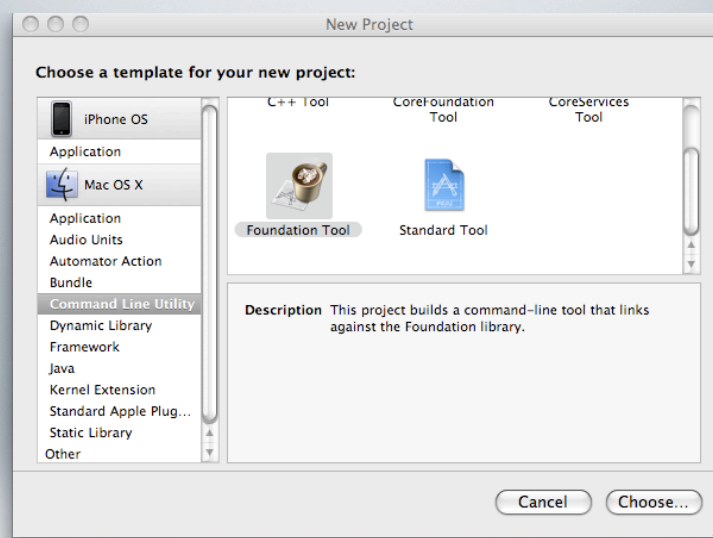 New Project
Choose a template for your new project:
iPhone OS
Application
Mac OS X
Application
Audio Units
Automator Action
Bundle
Command Line Utility
Dynamic Library
Framework
Java
Kernel Extension
Standard Apple Plug...
Static Library
Other
C++ Tool
CoreFoundation
Tool
CoreServices
Tool
Foundation Tool
Standard Tool
Description This project builds a command-line tool that links
against the Foundation library.
Cancel
Choose...